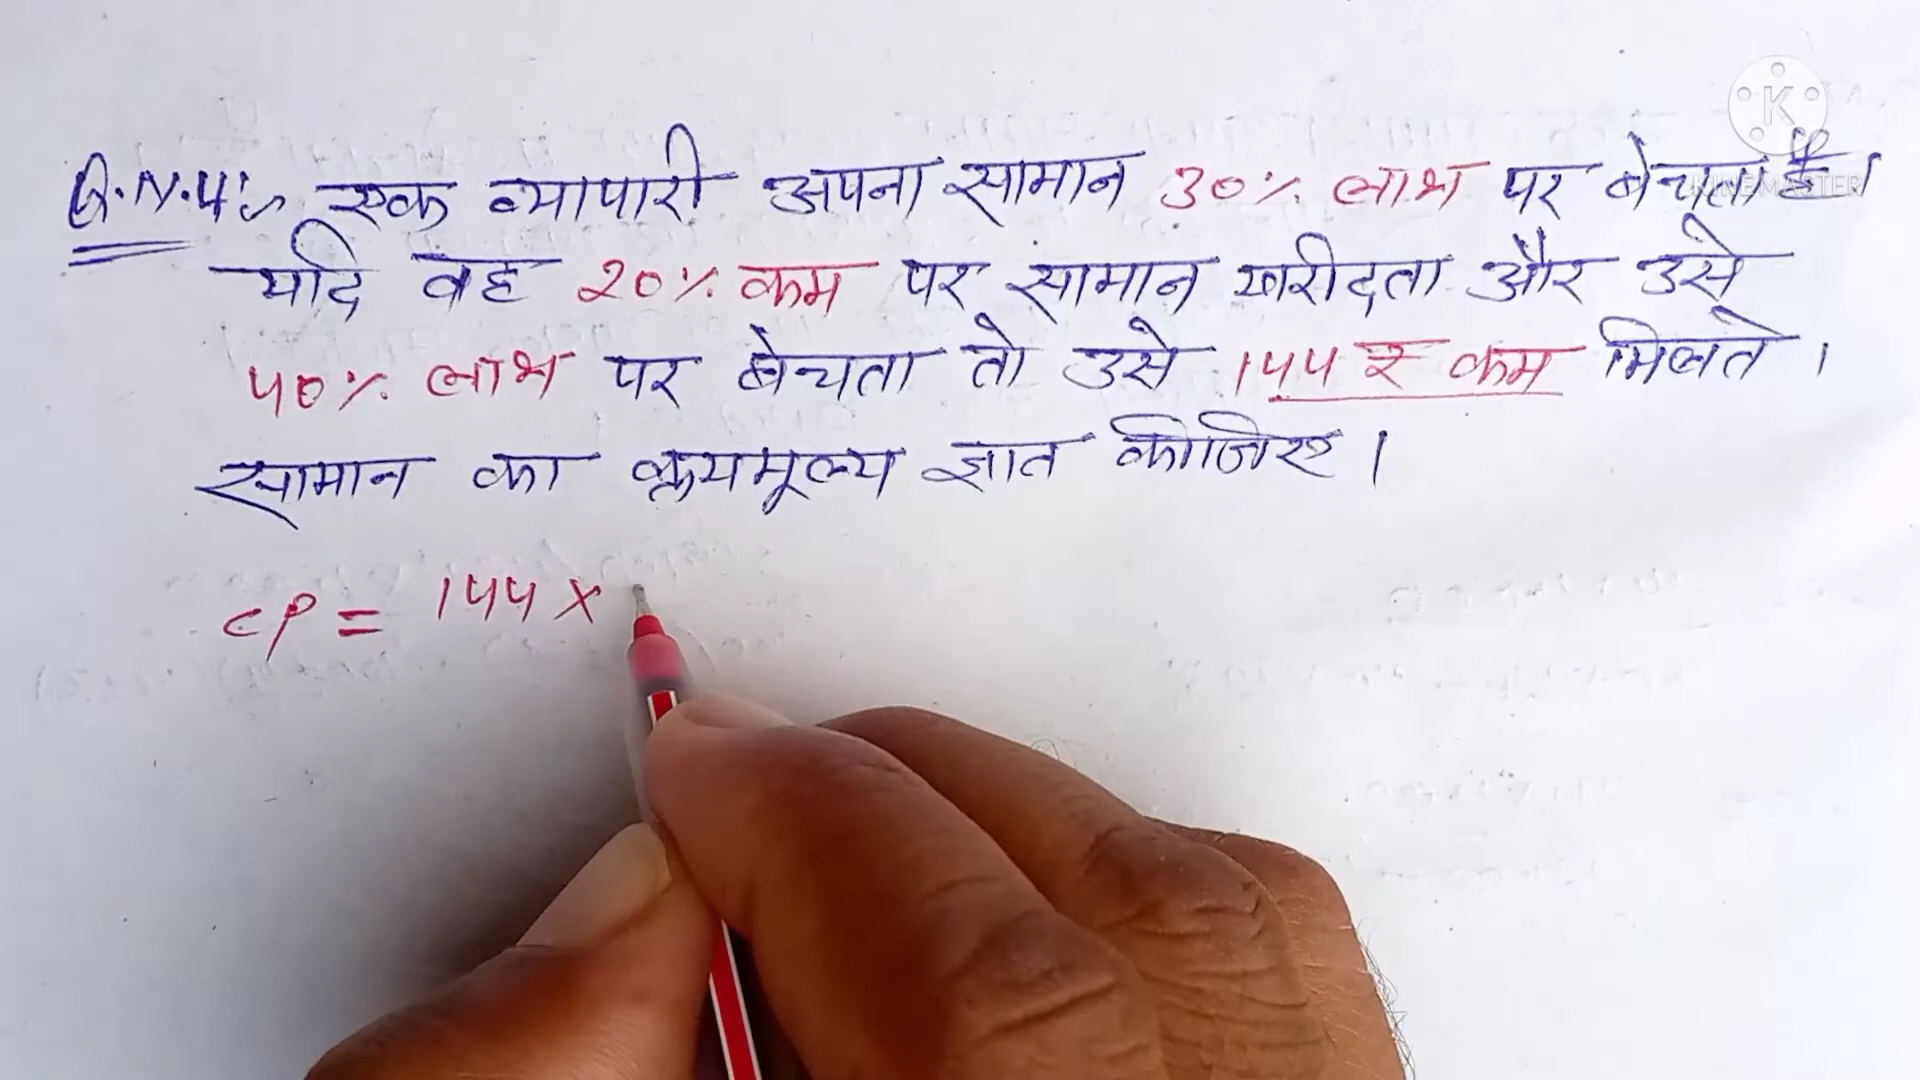 Q.N.4:- एक व्यापारी अपना सामान 30% लाभ पर बेचता है।
यदि वह 20% कम पर सामान खरीदता और उसे
40% लाभ पर बेचता तो उसे 144 रु कम मिलते।
सामान का क्रयमूल्य ज्ञात कीजिए।
CP = 144 ×
K
KINEMASTER